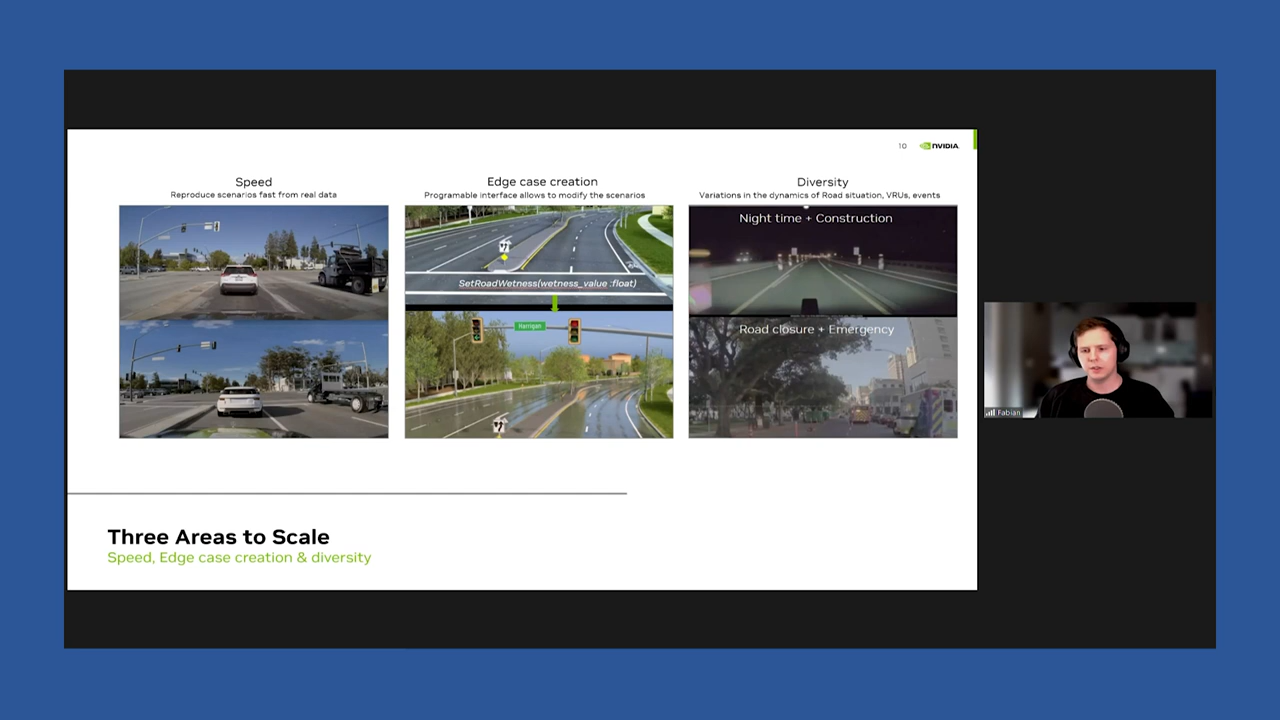 10 NVIDIA
Speed
Reproduce scenarios fast from real data
Edge case creation
Programable interface allows to modify the scenarios
SetRoadWetness(wetness_value :float)
Harrigan
Diversity
Variations in the dynamics of Road situation, VRUs, events
Night time + Construction
Road closure + Emergency
Three Areas to Scale
Speed, Edge case creation & diversity
Fabian